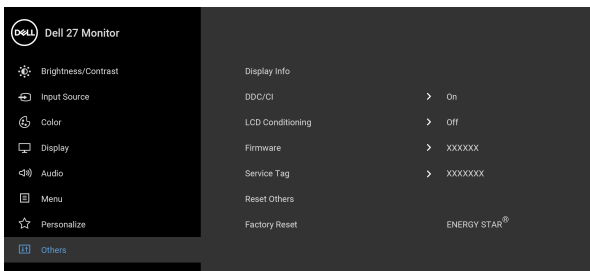 DELL
Dell 27 Monitor
Brightness/Contrast
Display Info
Input Source
DDC/CI > On
Color
LCD Conditioning > Off
Display
Firmware > XXXXXX
Audio
Service Tag > XXXXXXX
Menu
Reset Others
Personalize
Factory Reset ENERGY STAR®
Others